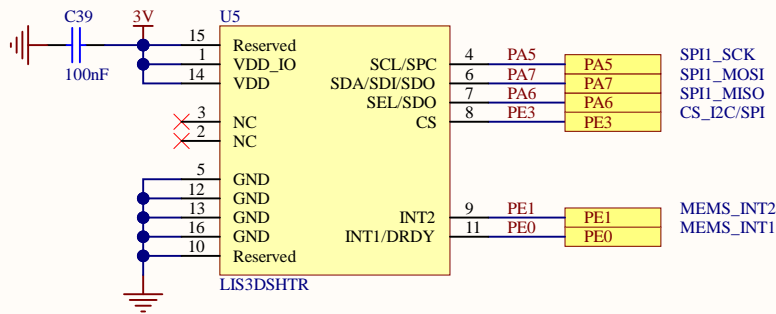 C39
3V
U5
100nF
15 Reserved
1 VDD_IO
14 VDD
3 NC
2 NC
5 GND
12 GND
13 GND
16 GND
10 Reserved
SCL/SPC 4 PA5 PA5 SPI1_SCK
SDA/SDI/SDO 6 PA7 PA7 SPI1_MOSI
SEL/SDO 7 PA6 PA6 SPI1_MISO
CS 8 PE3 PE3 CS_I2C/SPI
INT2 9 PE1 PE1 MEMS_INT2
INT1/DRDY 11 PE0 PE0 MEMS_INT1
LIS3DSHTR